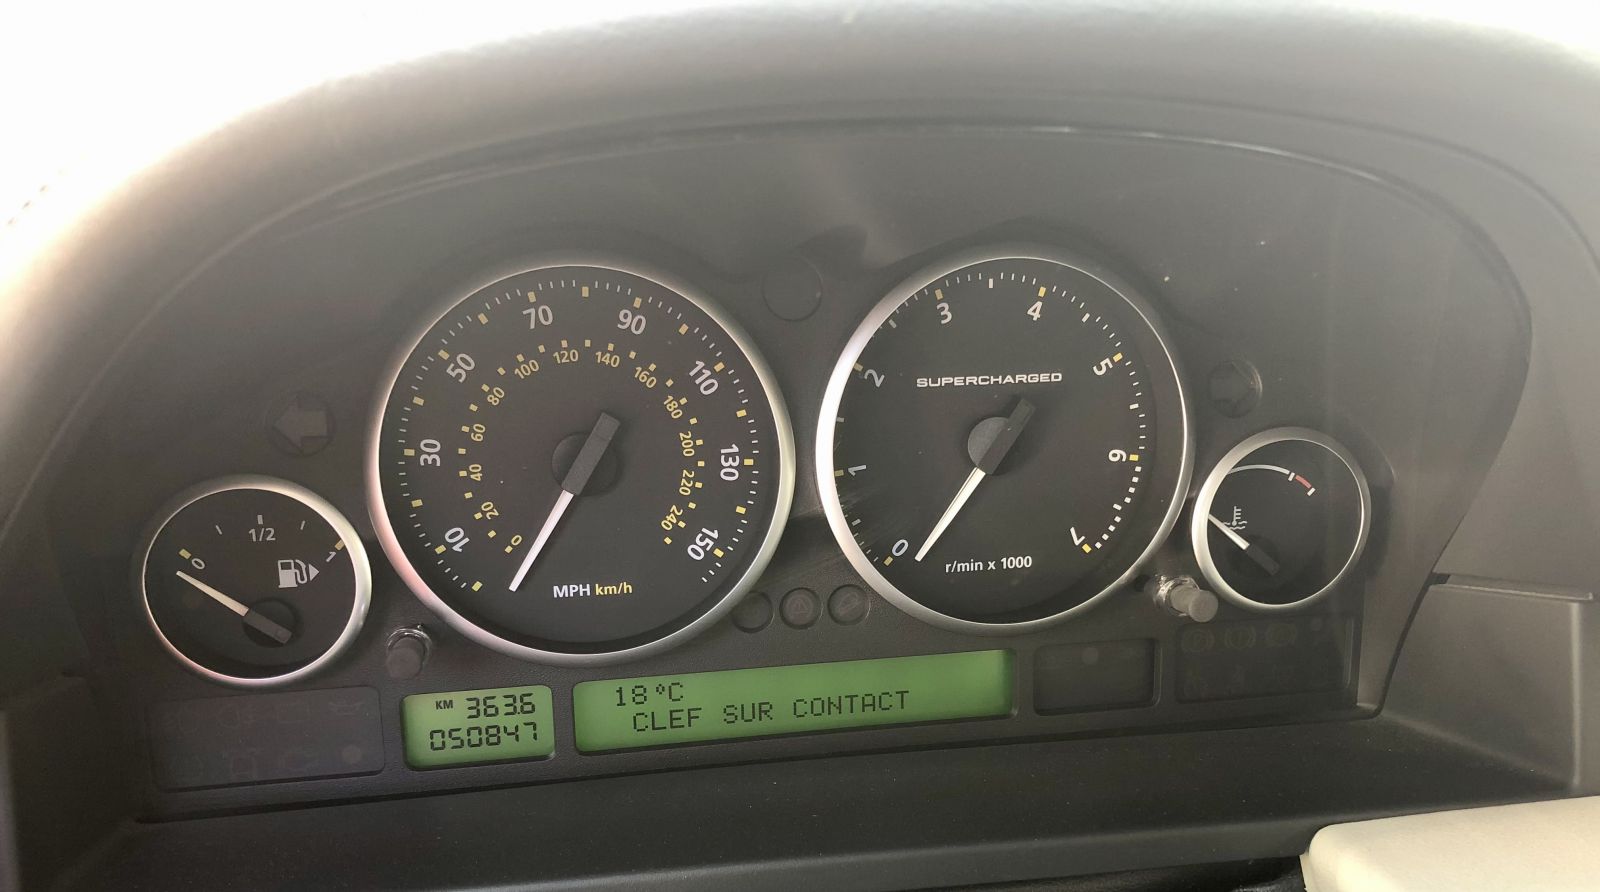 10 30 50 70 90 110 130 150
0 20 40 60 80 100 120 140 160 180 200 220 240
MPH km/h
0 1 2 3 4 5 6 7
SUPERCHARGED
r/min x 1000
0 1/2 1
KM 363.6
050847
18°C
CLEF SUR CONTACT